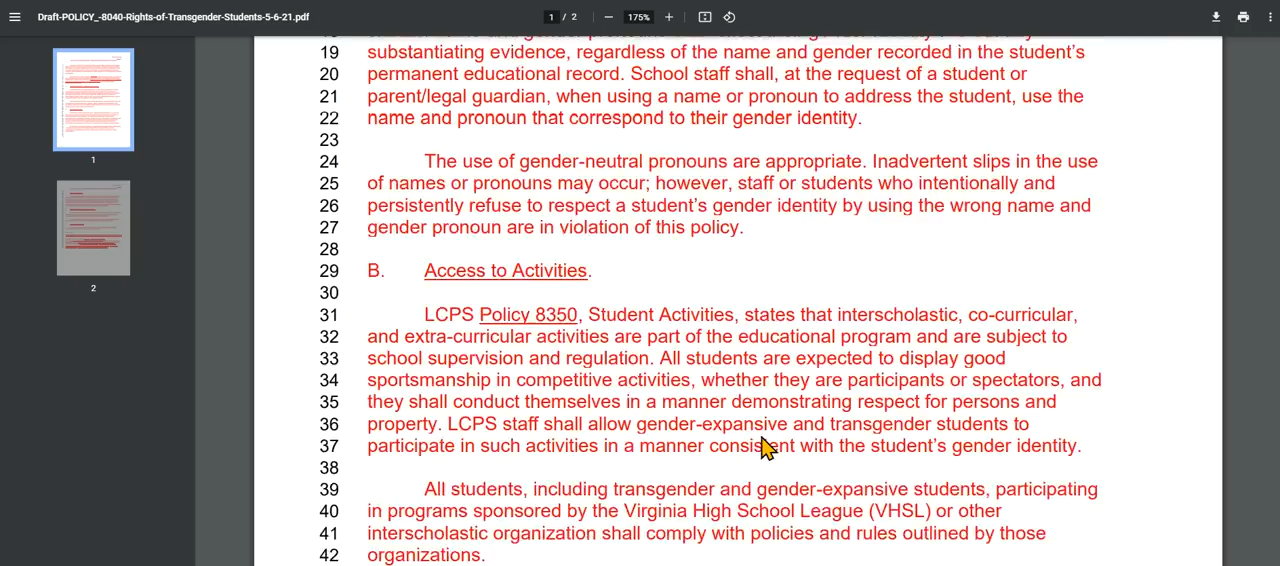 Draft-POLICY_-8040-Rights-of-Transgender-Students-5-6-21.pdf
1 / 2
175%
1
2
19 substantiating evidence, regardless of the name and gender recorded in the student's
20 permanent educational record. School staff shall, at the request of a student or
21 parent/legal guardian, when using a name or pronoun to address the student, use the
22 name and pronoun that correspond to their gender identity.
23
24 The use of gender-neutral pronouns are appropriate. Inadvertent slips in the use
25 of names or pronouns may occur; however, staff or students who intentionally and
26 persistently refuse to respect a student's gender identity by using the wrong name and
27 gender pronoun are in violation of this policy.
28
29 B. Access to Activities.
30
31 LCPS Policy 8350, Student Activities, states that interscholastic, co-curricular,
32 and extra-curricular activities are part of the educational program and are subject to
33 school supervision and regulation. All students are expected to display good
34 sportsmanship in competitive activities, whether they are participants or spectators, and
35 they shall conduct themselves in a manner demonstrating respect for persons and
36 property. LCPS staff shall allow gender-expansive and transgender students to
37 participate in such activities in a manner consistent with the student's gender identity.
38
39 All students, including transgender and gender-expansive students, participating
40 in programs sponsored by the Virginia High School League (VHSL) or other
41 interscholastic organization shall comply with policies and rules outlined by those
42 organizations.